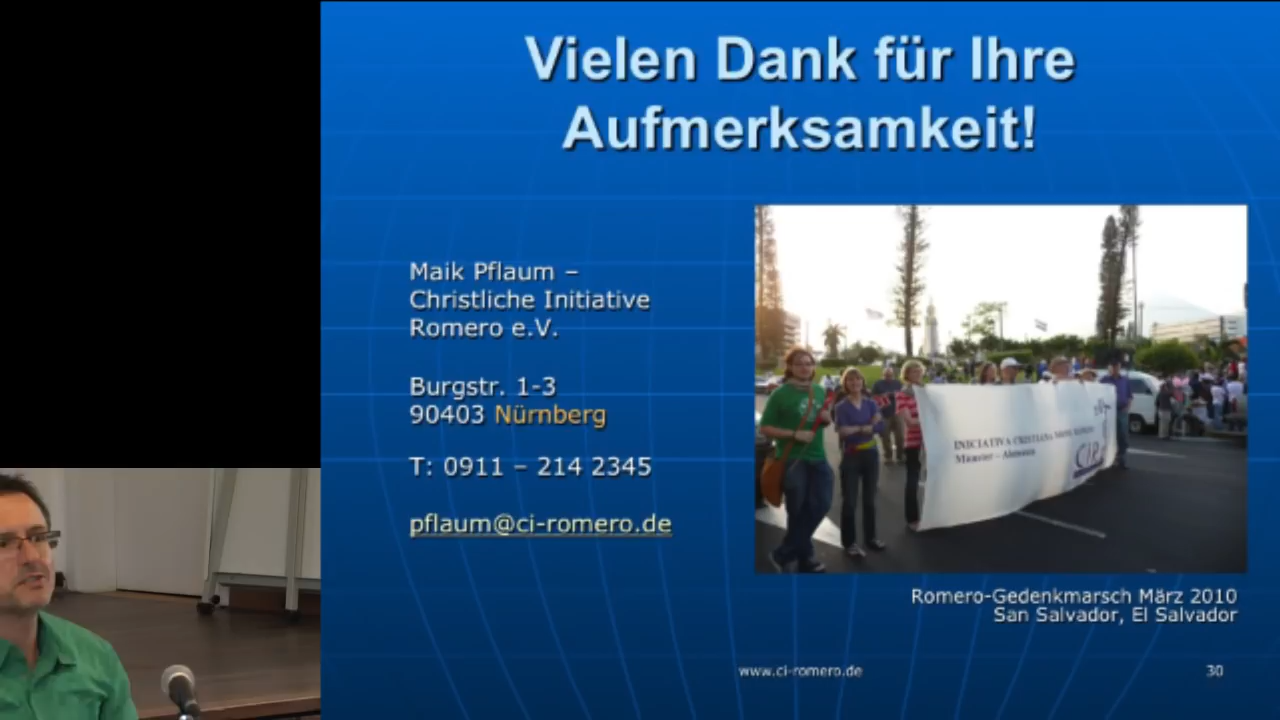 Vielen Dank für Ihre
Aufmerksamkeit!
Maik Pflaum –
Christliche Initiative
Romero e.V.
Burgstr. 1-3
90403 Nürnberg
T: 0911 – 214 2345
pflaum@ci-romero.de
INICIATIVA CRISTIANA
Münster –
CIR
Romero-Gedenkmarsch März 2010
San Salvador, El Salvador
www.ci-romero.de
30